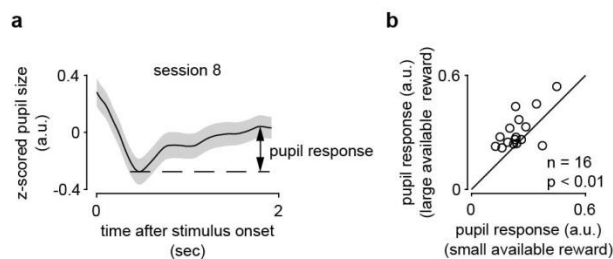 a
session 8
0.4
0
-0.4
z-scored pupil size
(a.u.)
pupil response
0
2
time after stimulus onset
(sec)
b
0.6
0
pupil response (a.u.)
(large available reward)
n = 16
p < 0.01
0.6
pupil response (a.u.)
(small available reward)